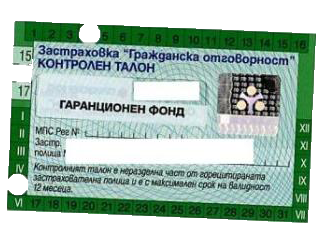 1 2 3 4 5 6 7 8 9 10 11 12 13 14 15 16
Застраховка "Гражданска отговорност"
КОНТРОЛЕН ТАЛОН
15
17
ГАРАНЦИОНЕН ФОНД
I
II
III
IV
V
VI
МПС Рег №
Застр.
полица №
Контролният талон е неразделна част от горецитираната
застрахователна полица и е с максимален срок на валидност
12 месеца.
XII
XI
X
IX
VIII
VII
17 18 19 20 21 22 23 24 25 26 27 28 29 30 31